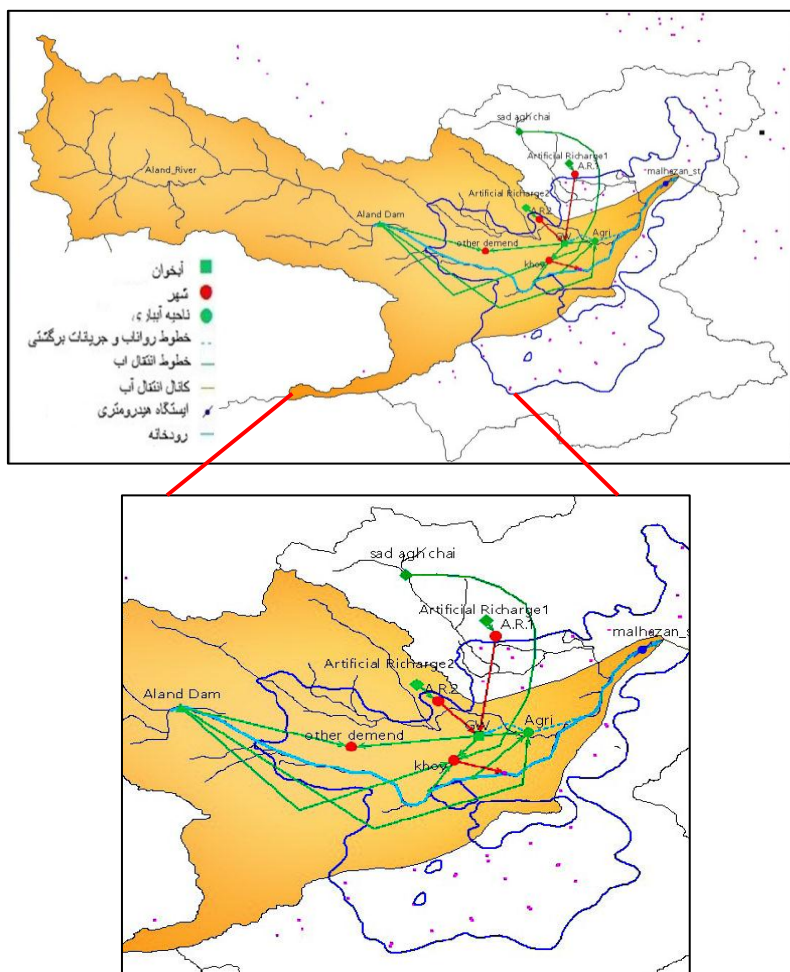 sad agh chai
Artificial Richarge1
A.R.1
malhazan_st
Aland_River
Artificial Richarge2
A.R.2
Aland Dam
GW
Agri
other demend
khoy
آبخوان
شهر
ناحیه آبیاری
خطوط رواناب و جریانات برگشتی
خطوط انتقال اب
کانال انتقال آب
ایستگاه هیدرومتری
رودخانه
sad agh chai
Artificial Richarge1
A.R.1
malhazan_s
Artificial Richarge2
A.R.2
Aland Dam
GW
Agri
other demend
khoy